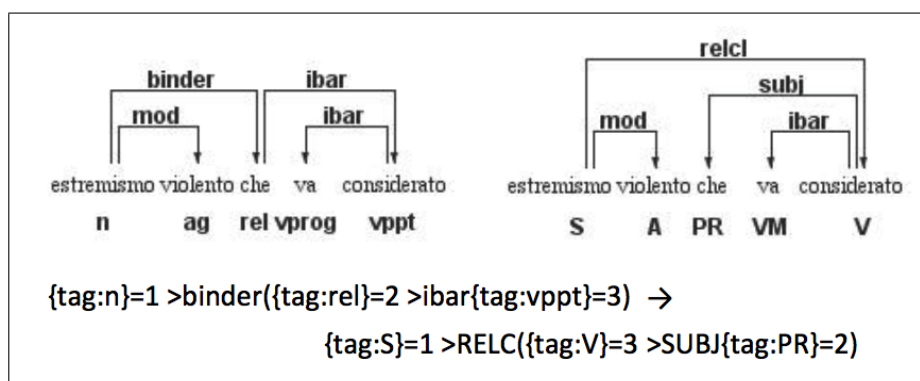 relcl
binder ibar subj
mod ibar mod ibar
estremismo violento che va considerato estremismo violento che va considerato
n ag rel vprog vppt S A PR VM V
{tag:n}=1 >binder({tag:rel}=2 >ibar{tag:vppt}=3) →
{tag:S}=1 >RELC({tag:V}=3 >SUBJ{tag:PR}=2)